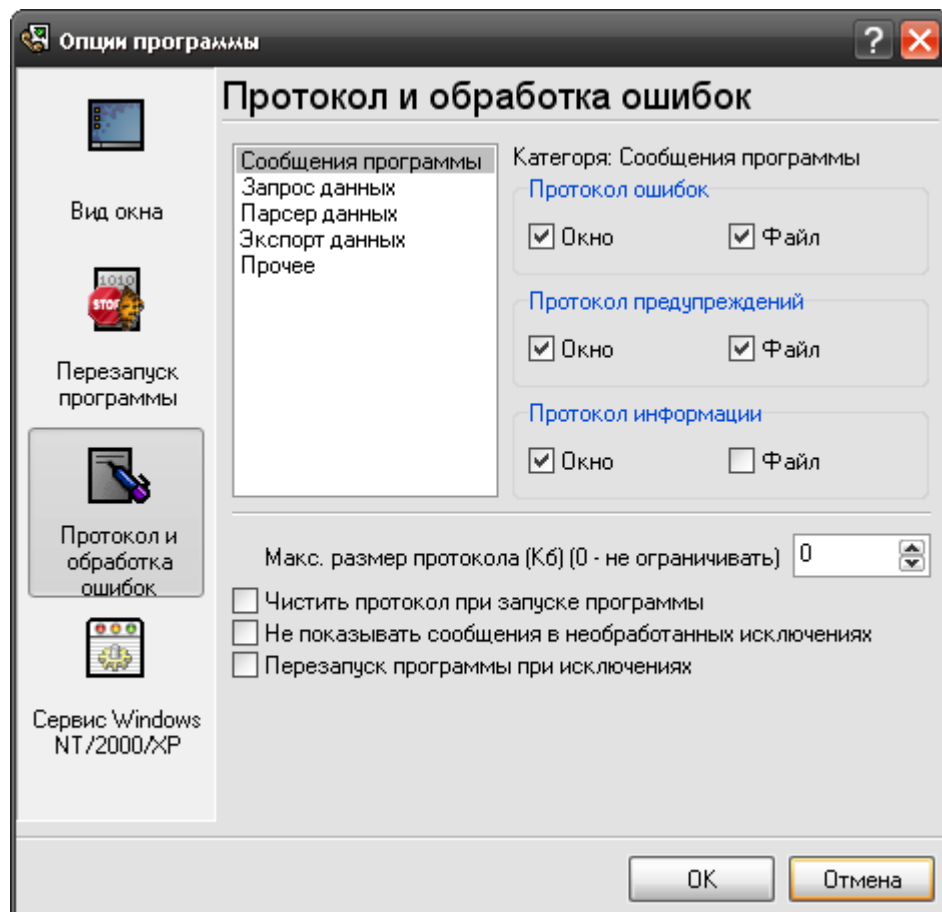 Опции программы
Вид окна
1010
STOP
Перезапуск
программы
Протокол и
обработка
ошибок
Сервис Windows
NT/2000/XP
Протокол и обработка ошибок
Сообщения программы
Запрос данных
Парсер данных
Экспорт данных
Прочее
Категоря: Сообщения программы
Протокол ошибок
Окно Файл
Протокол предупреждений
Окно Файл
Протокол информации
Окно Файл
Макс. размер протокола (Кб) (0 - не ограничивать) 0
Чистить протокол при запуске программы
Не показывать сообщения в необработанных исключениях
Перезапуск программы при исключениях
OK Отмена